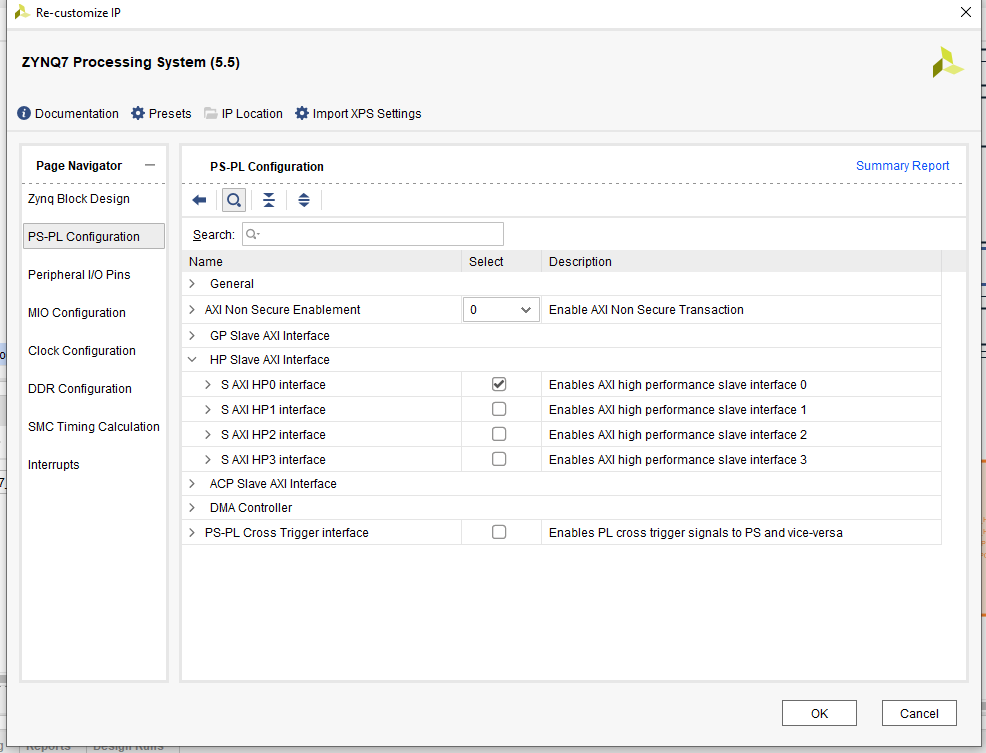 Re-customize IP
ZYNQ7 Processing System (5.5)
Documentation Presets IP Location Import XPS Settings
Page Navigator
Zynq Block Design
PS-PL Configuration
Peripheral I/O Pins
MIO Configuration
Clock Configuration
DDR Configuration
SMC Timing Calculation
Interrupts
PS-PL Configuration Summary Report
Search:
Name Select Description
General
AXI Non Secure Enablement 0 Enable AXI Non Secure Transaction
GP Slave AXI Interface
HP Slave AXI Interface
S AXI HP0 interface Enables AXI high performance slave interface 0
S AXI HP1 interface Enables AXI high performance slave interface 1
S AXI HP2 interface Enables AXI high performance slave interface 2
S AXI HP3 interface Enables AXI high performance slave interface 3
ACP Slave AXI Interface
DMA Controller
PS-PL Cross Trigger interface Enables PL cross trigger signals to PS and vice-versa
OK Cancel
Reports Design Runs